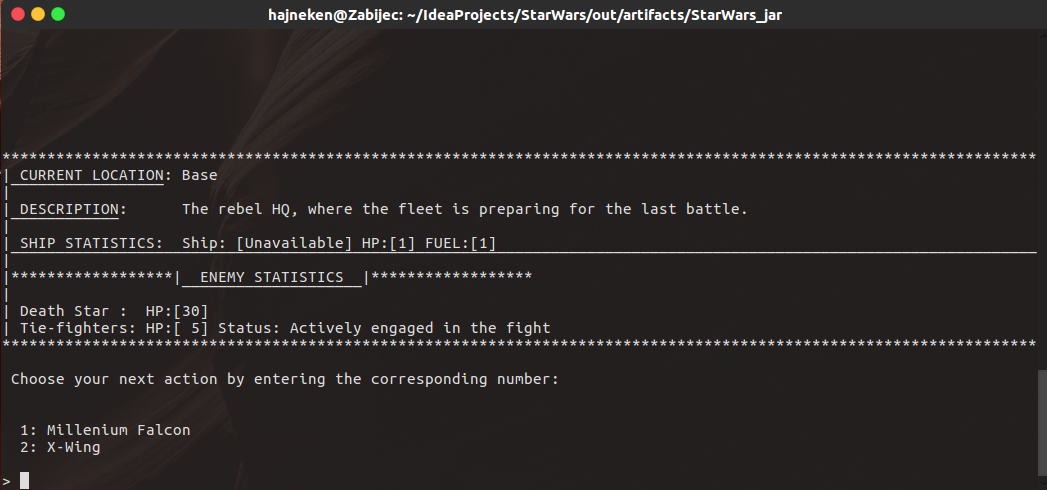 hajneken@Zabijec: ~/IdeaProjects/StarWars/out/artifacts/StarWars_jar
*******************************************************************************************************************
| CURRENT LOCATION: Base
|
| DESCRIPTION:      The rebel HQ, where the fleet is preparing for the last battle.
|
| SHIP STATISTICS:  Ship: [Unavailable] HP:[1] FUEL:[1]
|
|******************|  ENEMY STATISTICS  |******************
|
| Death Star :  HP:[30]
| Tie-fighters: HP:[ 5] Status: Actively engaged in the fight
*******************************************************************************************************************
Choose your next action by entering the corresponding number:
1: Millenium Falcon
2: X-Wing
>